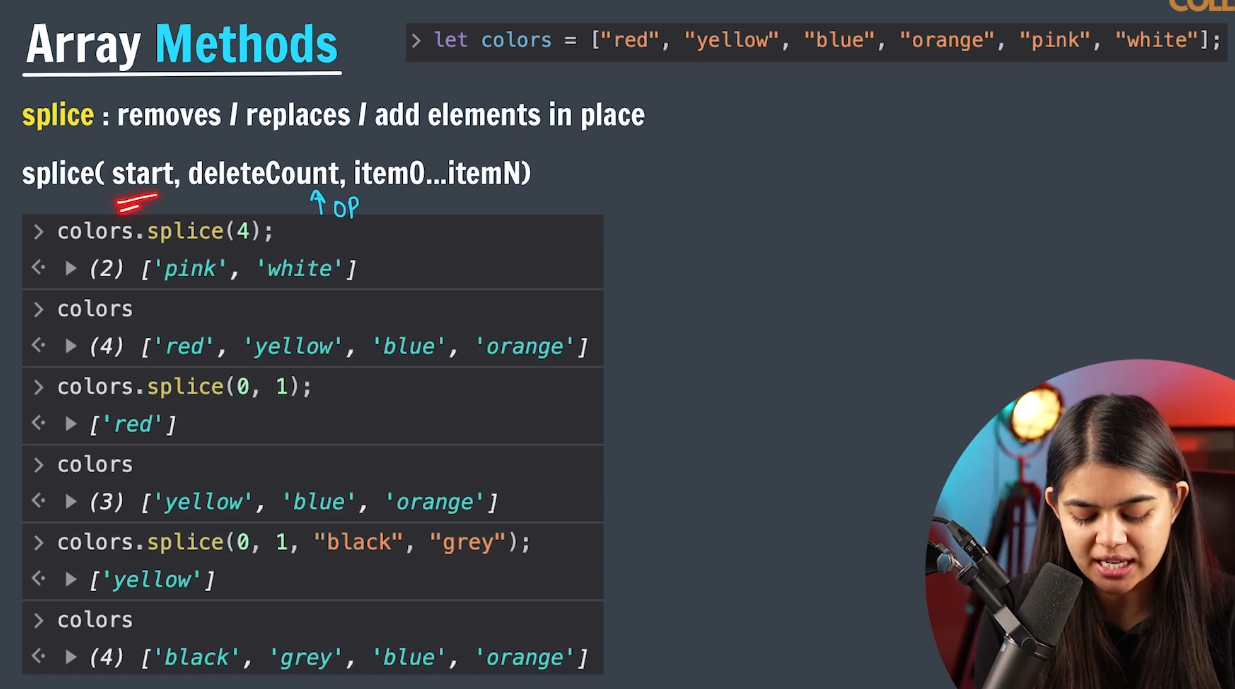 COLL
Array Methods
> let colors = ["red", "yellow", "blue", "orange", "pink", "white"];
splice : removes / replaces / add elements in place
splice( start, deleteCount, item0...itemN)
OP
> colors.splice(4);
(2) ['pink', 'white']
> colors
(4) ['red', 'yellow', 'blue', 'orange']
> colors.splice(0, 1);
['red']
> colors
(3) ['yellow', 'blue', 'orange']
> colors.splice(0, 1, "black", "grey");
['yellow']
> colors
(4) ['black', 'grey', 'blue', 'orange']